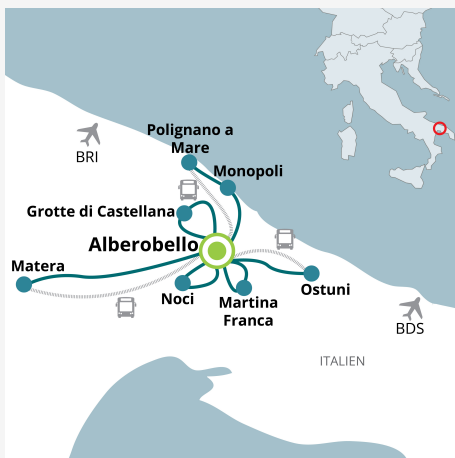 Polignano a
Mare
BRI
Monopoli
Grotte di Castellana
Alberobello
Matera
Noci
Martina
Franca
Ostuni
BDS
ITALIEN